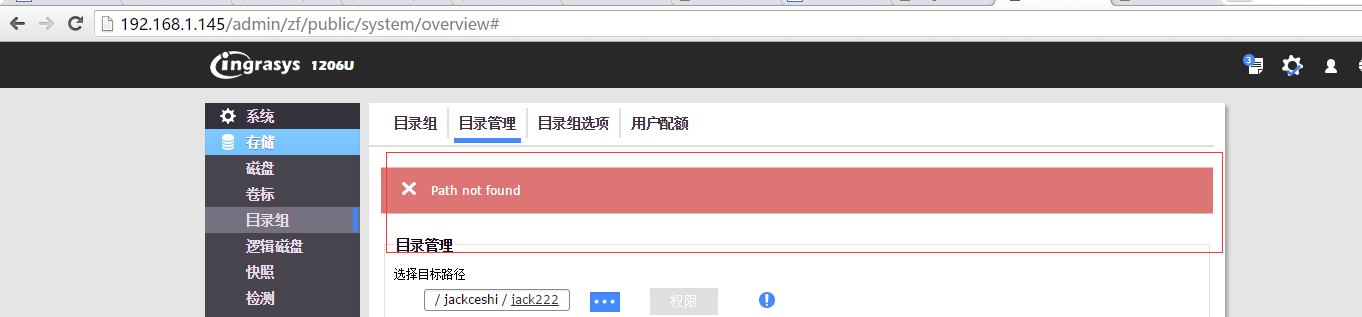 192.168.1.145/admin/zf/public/system/overview#
ingrasys 1206U
3
系统
存储
磁盘
卷标
目录组
逻辑磁盘
快照
检测
目录组 目录管理 目录组选项 用户配额
Path not found
目录管理
选择目标路径
/ jackceshi / jack222 ... 权限